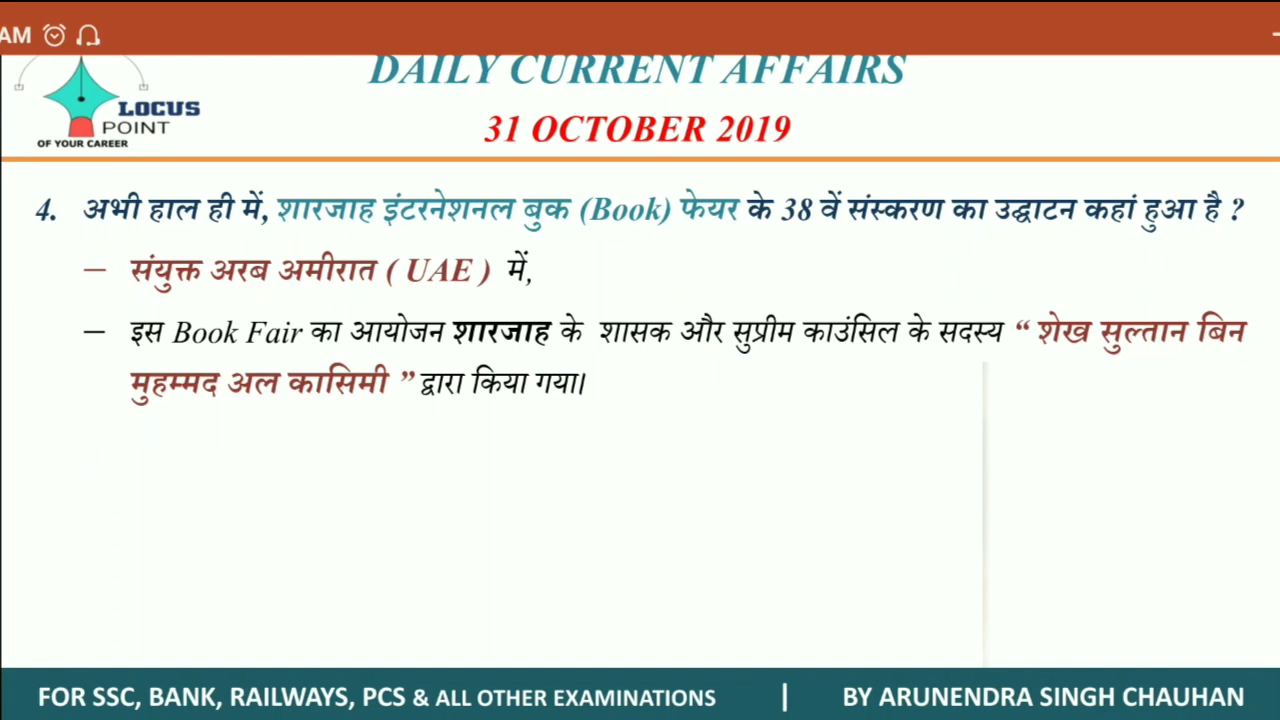 AM
DAILY CURRENT AFFAIRS
LOCUS
POINT
OF YOUR CAREER
31 OCTOBER 2019
4. अभी हाल ही में, शारजाह इंटरनेशनल बुक (Book) फेयर के 38 वें संस्करण का उद्घाटन कहां हुआ है ?
– संयुक्त अरब अमीरात ( UAE ) में,
– इस Book Fair का आयोजन शारजाह के शासक और सुप्रीम काउंसिल के सदस्य “ शेख सुल्तान बिन
मुहम्मद अल कासिमी ” द्वारा किया गया।
FOR SSC, BANK, RAILWAYS, PCS & ALL OTHER EXAMINATIONS | BY ARUNENDRA SINGH CHAUHAN